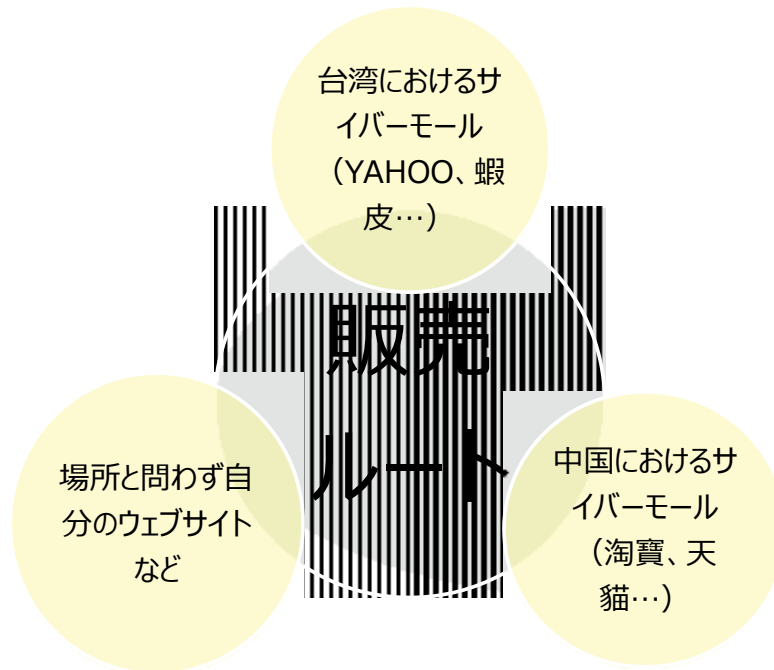 台湾におけるサ
イバーモール
（YAHOO、蝦
皮…）
販売
ルート
場所と問わず自
分のウェブサイト
など
中国におけるサ
イバーモール
（淘寶、天
貓…）